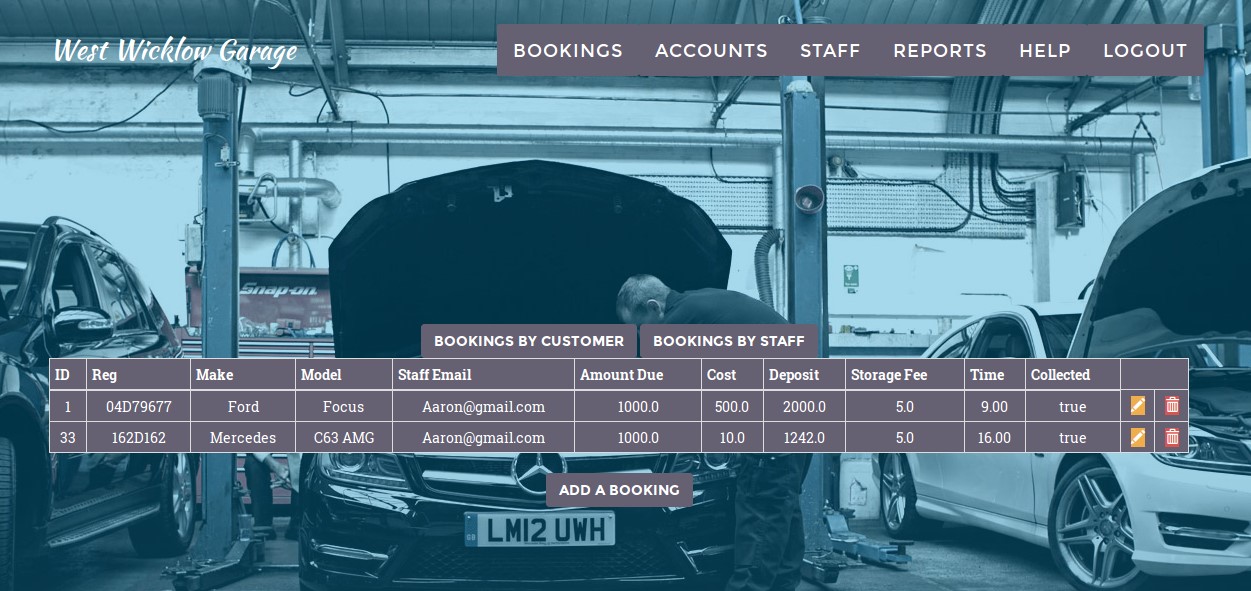 West Wicklow Garage
BOOKINGS ACCOUNTS STAFF REPORTS HELP LOGOUT
Snap-on
BOOKINGS BY CUSTOMER BOOKINGS BY STAFF
ID Reg Make Model Staff Email Amount Due Cost Deposit Storage Fee Time Collected
1 04D79677 Ford Focus Aaron@gmail.com 1000.0 500.0 2000.0 5.0 9.00 true
33 162D162 Mercedes C63 AMG Aaron@gmail.com 1000.0 10.0 1242.0 5.0 16.00 true
ADD A BOOKING
GB LM12 UWH